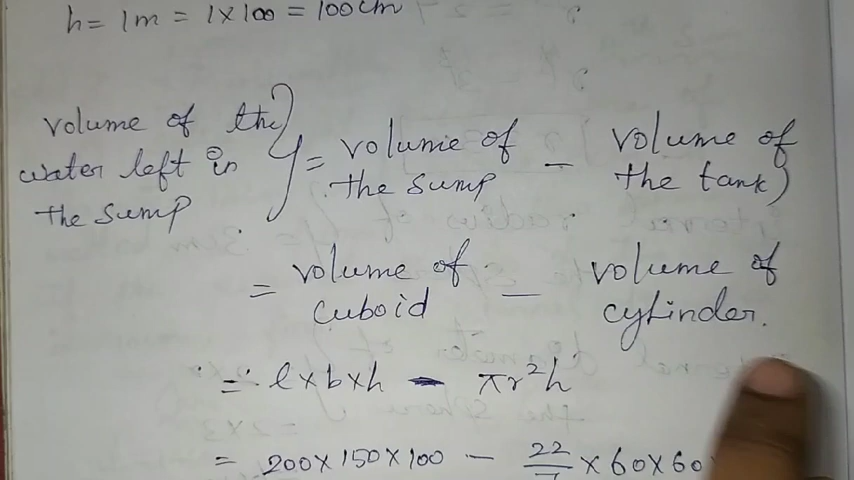 h = 1m = 1×100 = 100cm
volume of the water left in the sump } = volume of the sump − volume of the tank)
= volume of cuboid − volume of cylinder.
= l×b×h − πr²h
= 200×150×100 − 22/7 ×60×60